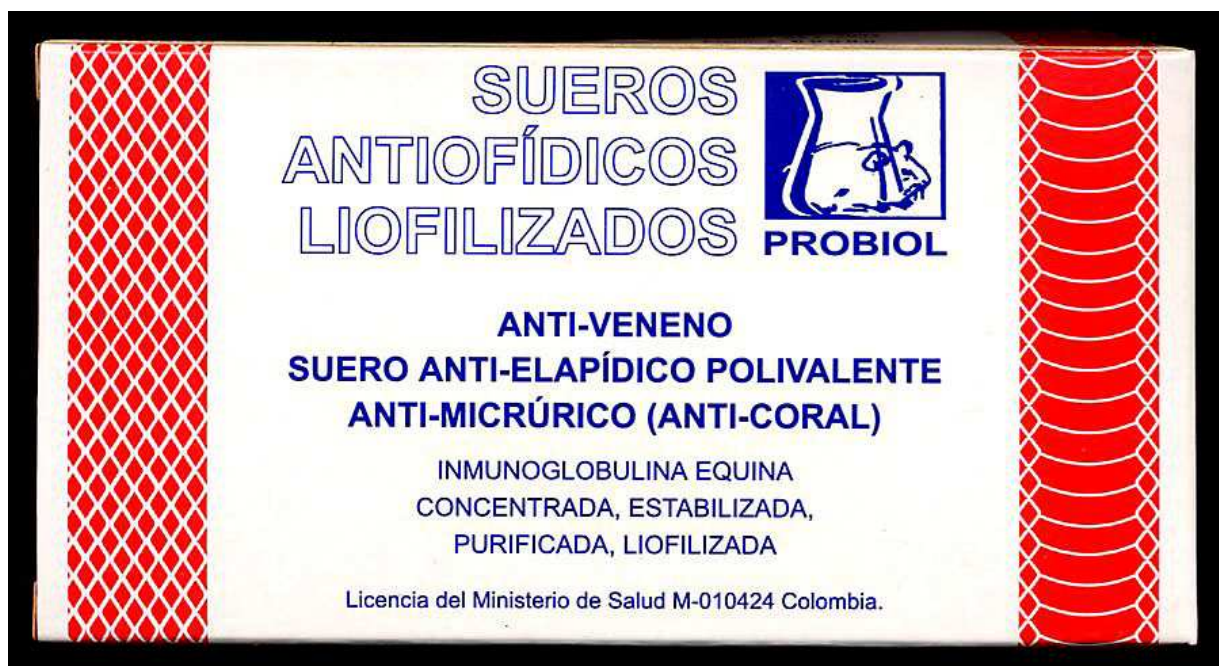 SUEROS
ANTIOFÍDICOS
LIOFILIZADOS
PROBIOL
ANTI-VENENO
SUERO ANTI-ELAPÍDICO POLIVALENTE
ANTI-MICRÚRICO (ANTI-CORAL)
INMUNOGLOBULINA EQUINA
CONCENTRADA, ESTABILIZADA,
PURIFICADA, LIOFILIZADA
Licencia del Ministerio de Salud M-010424 Colombia.